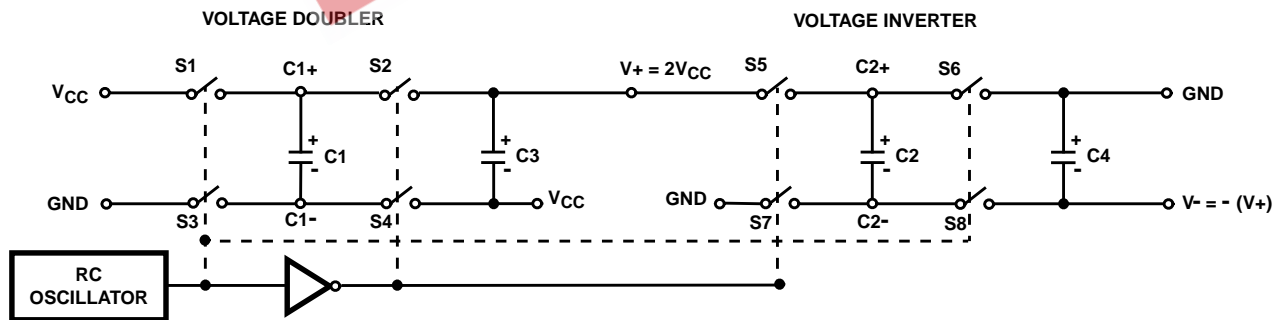 VOLTAGE DOUBLER
VOLTAGE INVERTER
S1 C1+ S2 V+ = 2VCC S5 C2+ S6
VCC
GND
+ C1 - + C3 - + C2 - + C4 -
GND S3 C1- S4 VCC GND S7 C2- S8 V- = - (V+)
RC
OSCILLATOR